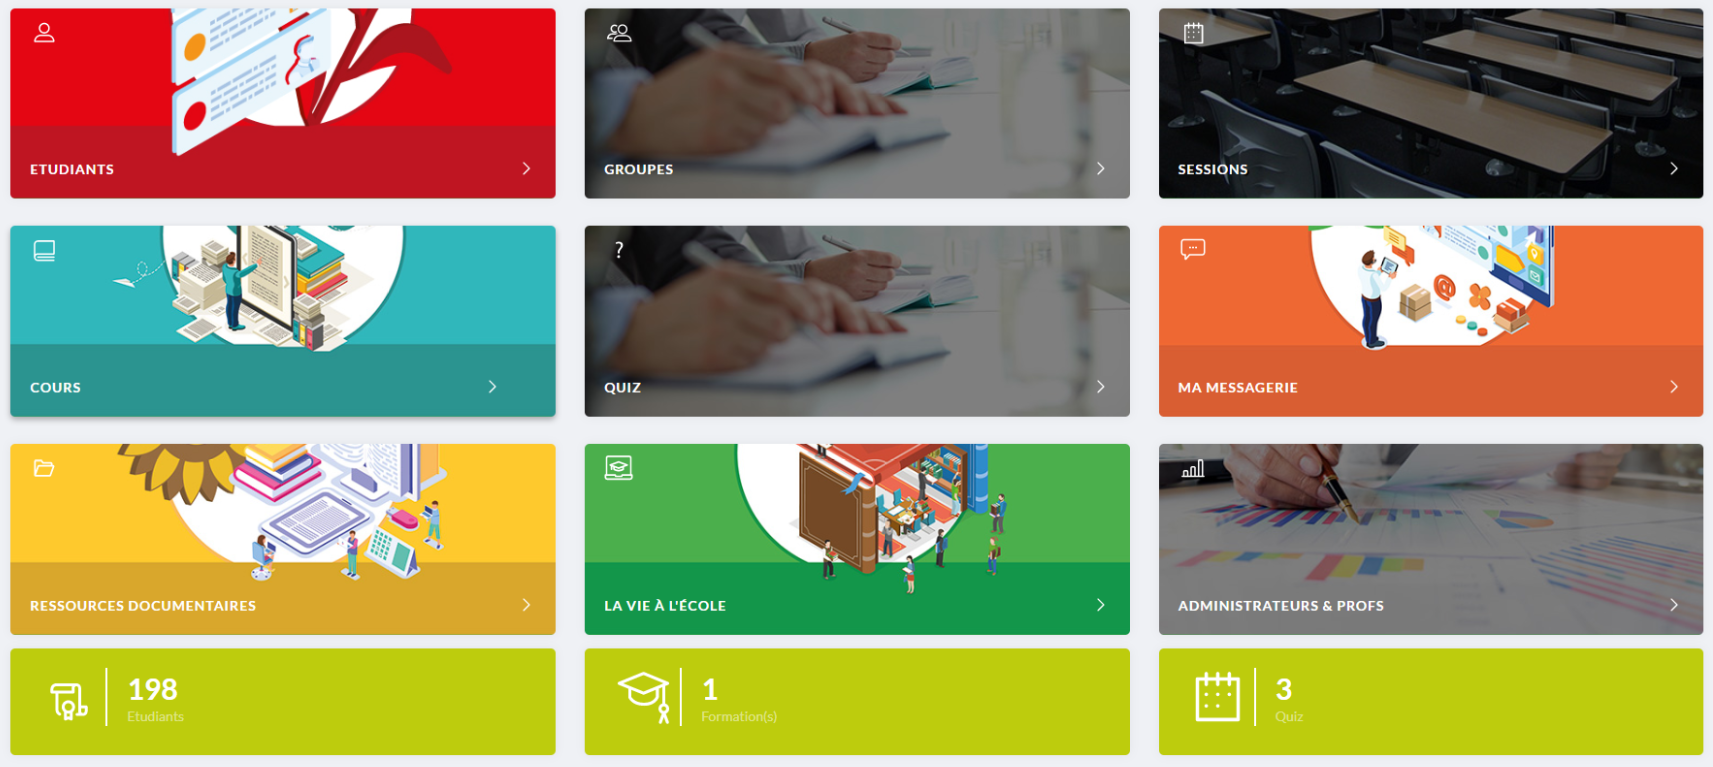 ETUDIANTS
GROUPES
SESSIONS
COURS
?
QUIZ
MA MESSAGERIE
RESSOURCES DOCUMENTAIRES
LA VIE À L'ÉCOLE
ADMINISTRATEURS & PROFS
198
Etudiants
1
Formation(s)
3
Quiz